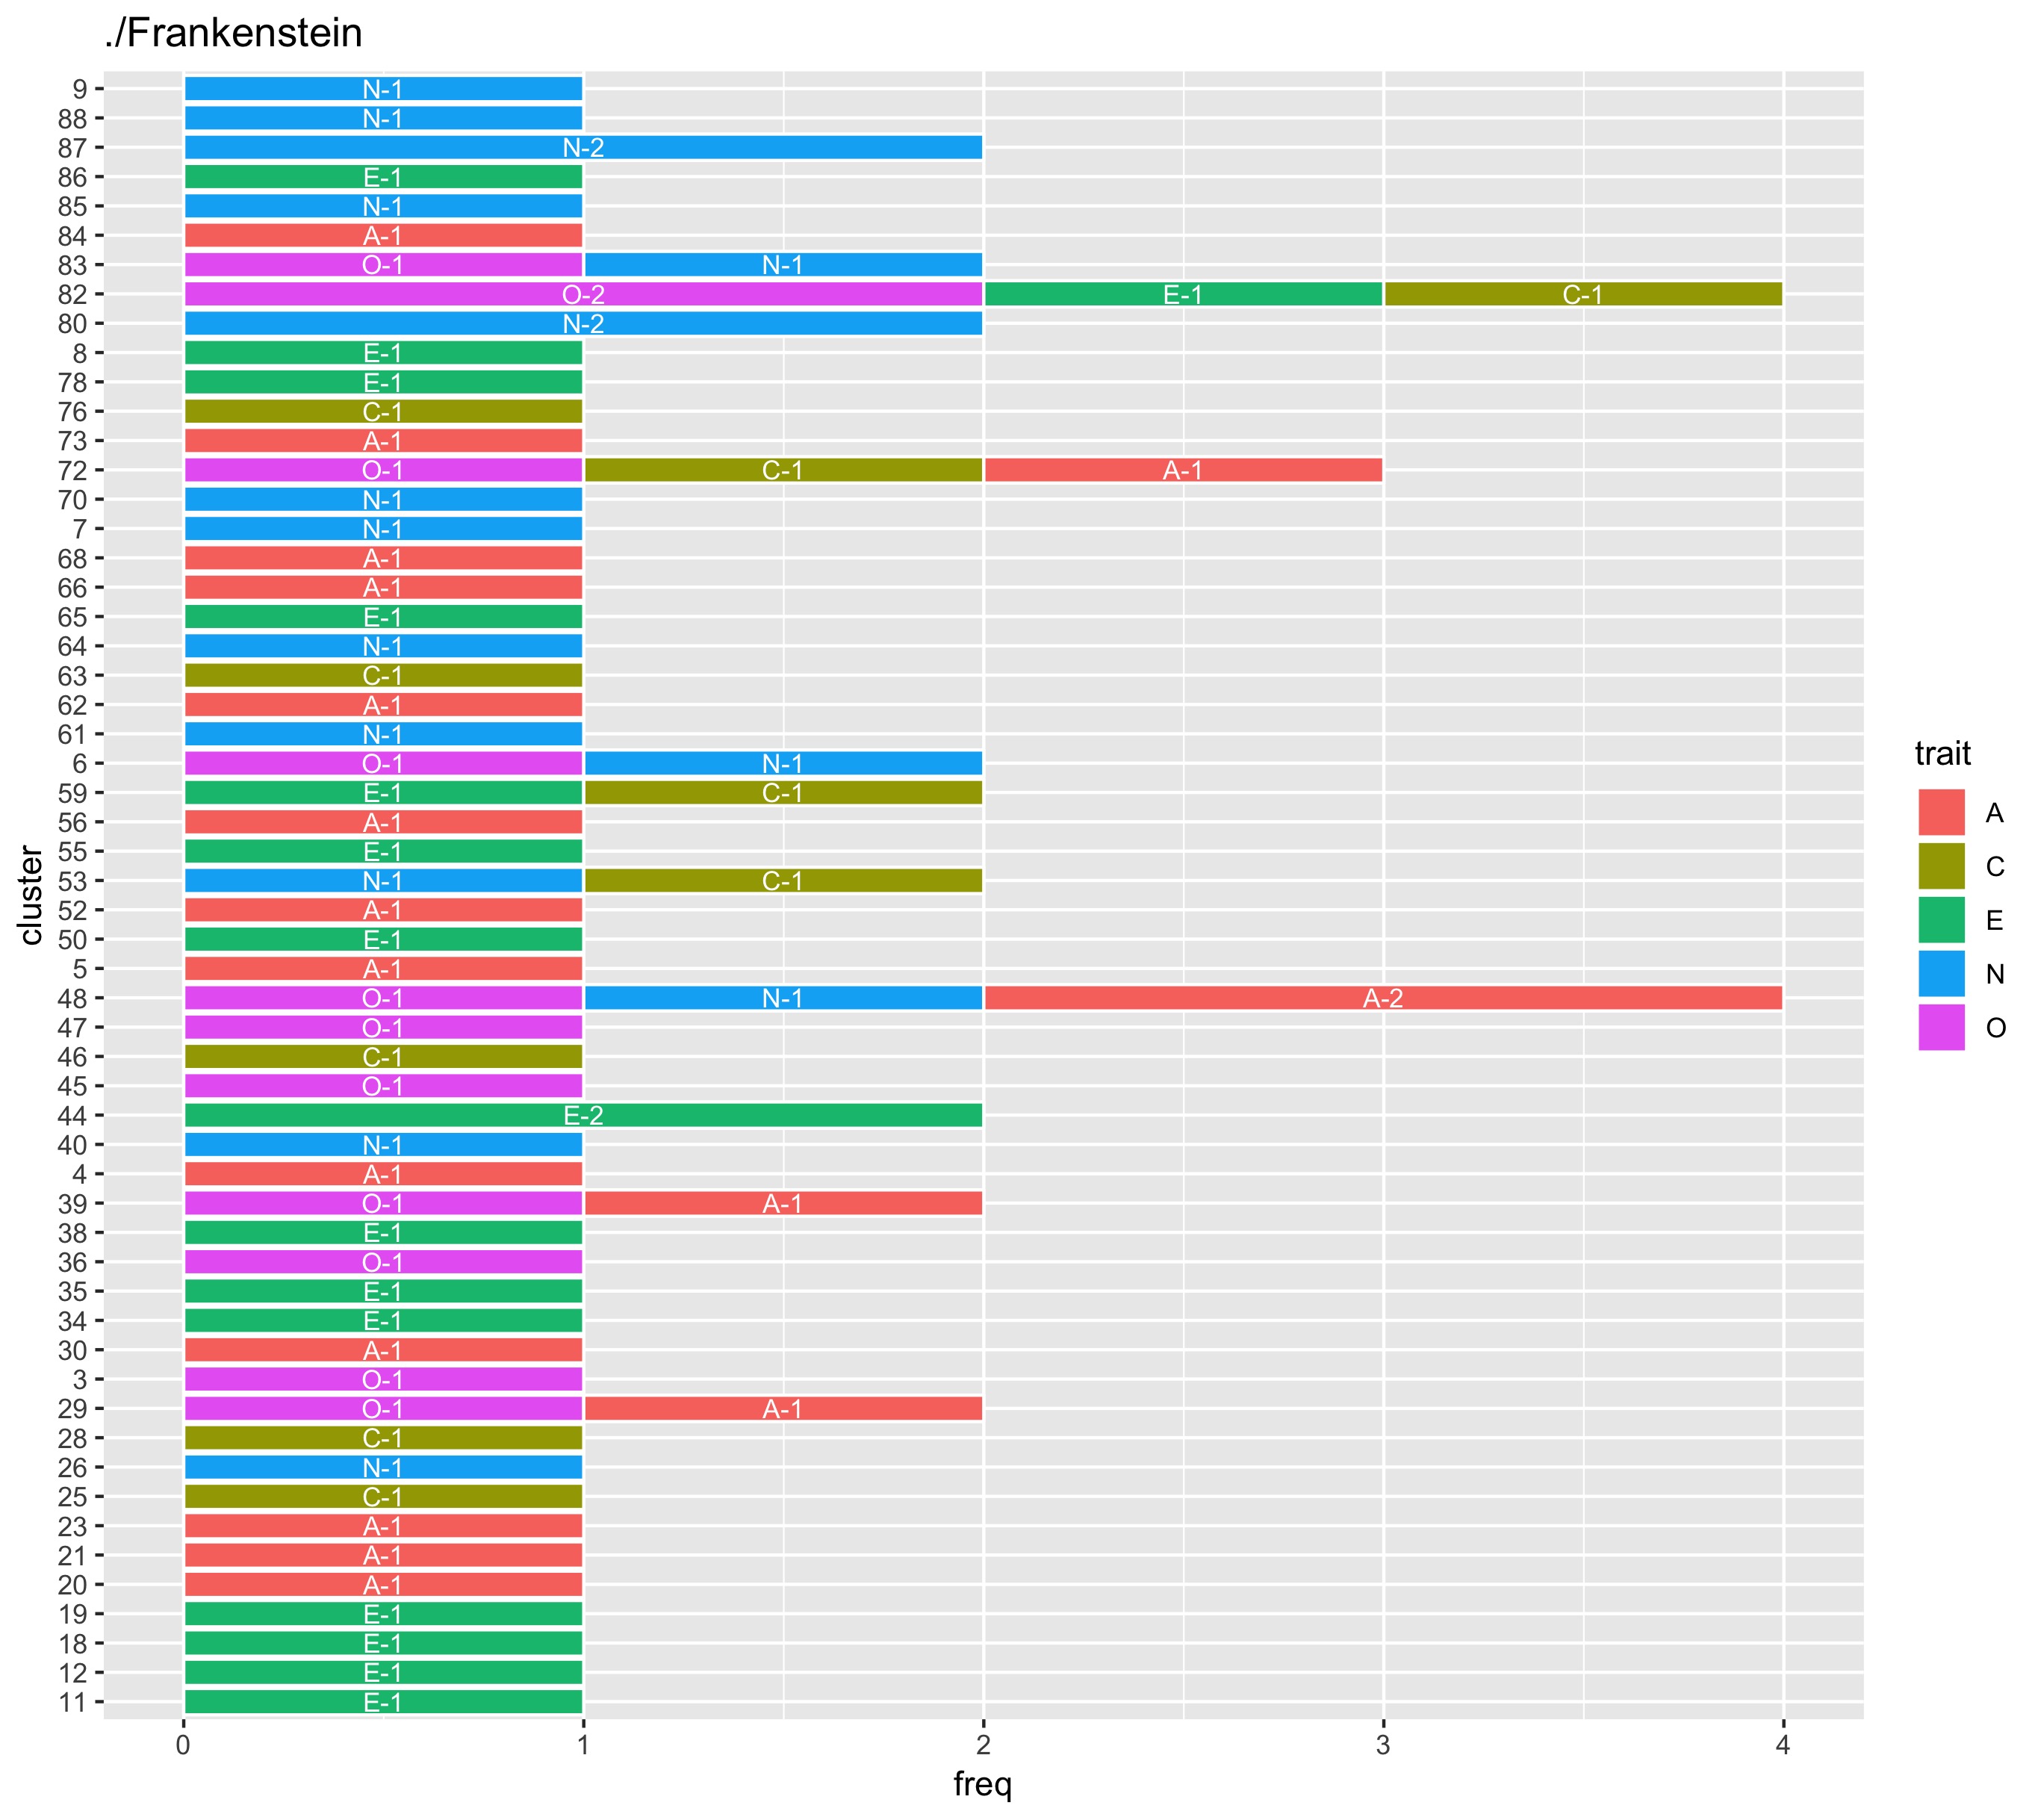 ./Frankenstein
9 N-1
88 N-1
87 N-2
86 E-1
85 N-1
84 A-1
83 O-1 N-1
82 O-2 E-1 C-1
80 N-2
8 E-1
78 E-1
76 C-1
73 A-1
72 O-1 C-1 A-1
70 N-1
7 N-1
68 A-1
66 A-1
65 E-1
64 N-1
63 C-1
62 A-1
61 N-1
6 O-1 N-1
59 E-1 C-1
56 A-1
55 E-1
53 N-1 C-1
52 A-1
50 E-1
5 A-1
48 O-1 N-1 A-2
47 O-1
46 C-1
45 O-1
44 E-2
40 N-1
4 A-1
39 O-1 A-1
38 E-1
36 O-1
35 E-1
34 E-1
30 A-1
3 O-1
29 O-1 A-1
28 C-1
26 N-1
25 C-1
23 A-1
21 A-1
20 A-1
19 E-1
18 E-1
12 E-1
11 E-1
0 1 2 3 4
freq
cluster
trait
A
C
E
N
O